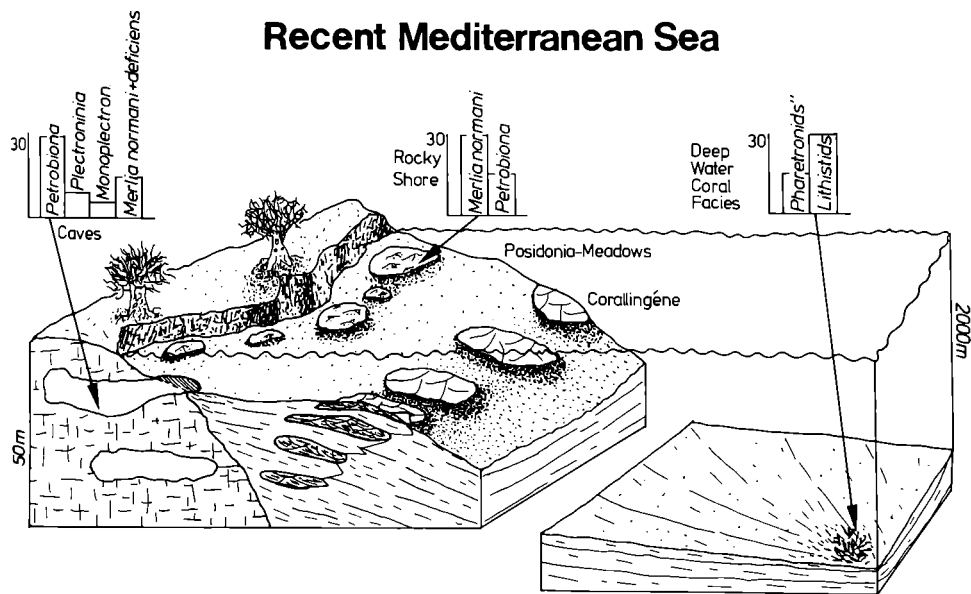 Recent Mediterranean Sea
30
Petrobiona
Plectroninia
Monoplectron
Merlia normani+deficiens
Caves
30
Rocky
Shore
Merlia normani
Petrobiona
30
Deep
Water
Coral
Facies
Pharetronids"
Lithistids
Posidonia-Meadows
Corallingéne
50m
2000m